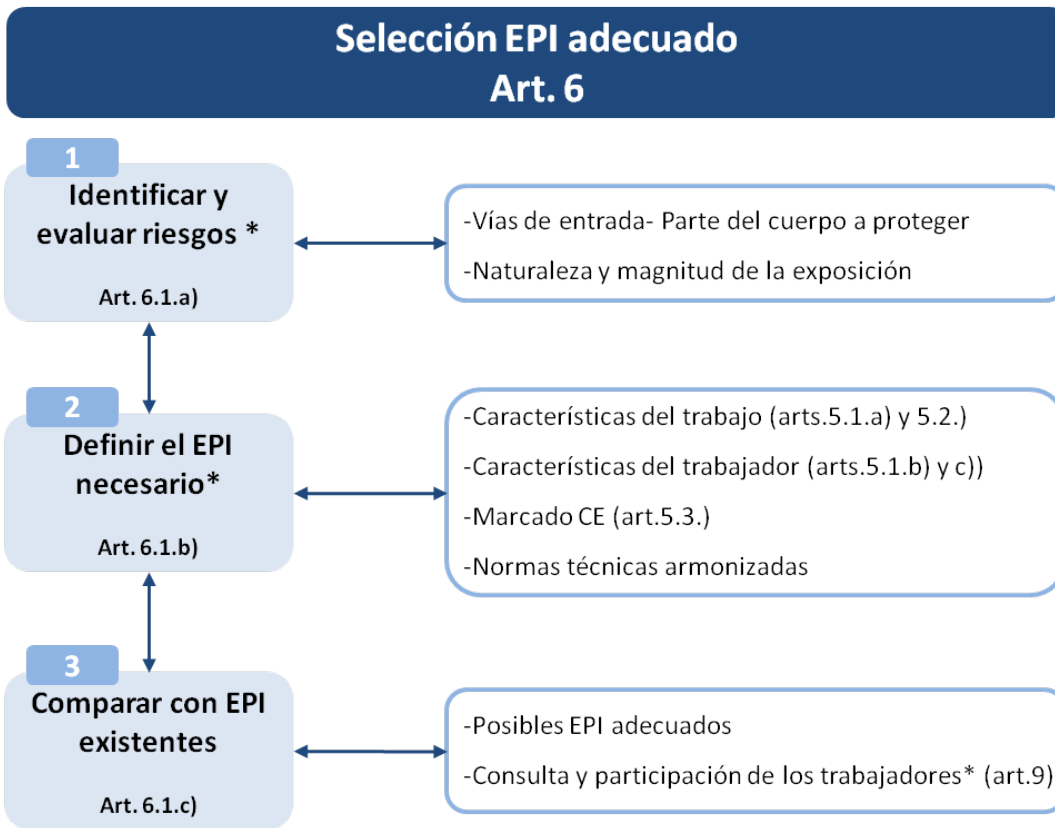 Selección EPI adecuado
Art. 6
1
Identificar y
evaluar riesgos *
Art. 6.1.a)
-Vías de entrada- Parte del cuerpo a proteger
-Naturaleza y magnitud de la exposición
2
Definir el EPI
necesario*
Art. 6.1.b)
-Características del trabajo (arts.5.1.a) y 5.2.)
-Características del trabajador (arts.5.1.b) y c))
-Marcado CE (art.5.3.)
-Normas técnicas armonizadas
3
Comparar con EPI
existentes
Art. 6.1.c)
-Posibles EPI adecuados
-Consulta y participación de los trabajadores* (art.9)